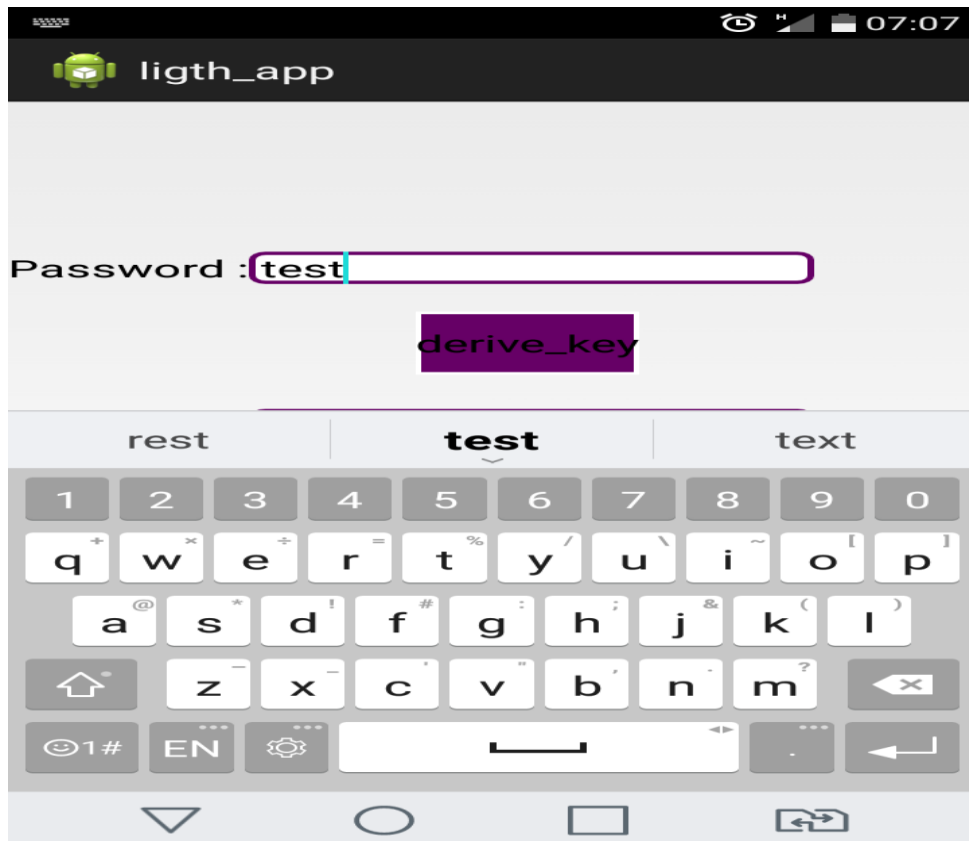 07:07
ligth_app
Password : test
derive_key
rest test text
1 2 3 4 5 6 7 8 9 0
+ × ÷ = % / \ ~ [ ]
q w e r t y u i o p
@ * ! # : ; & ( )
a s d f g h j k l
– _ ' " , . ?
z x c v b n m
1# EN .